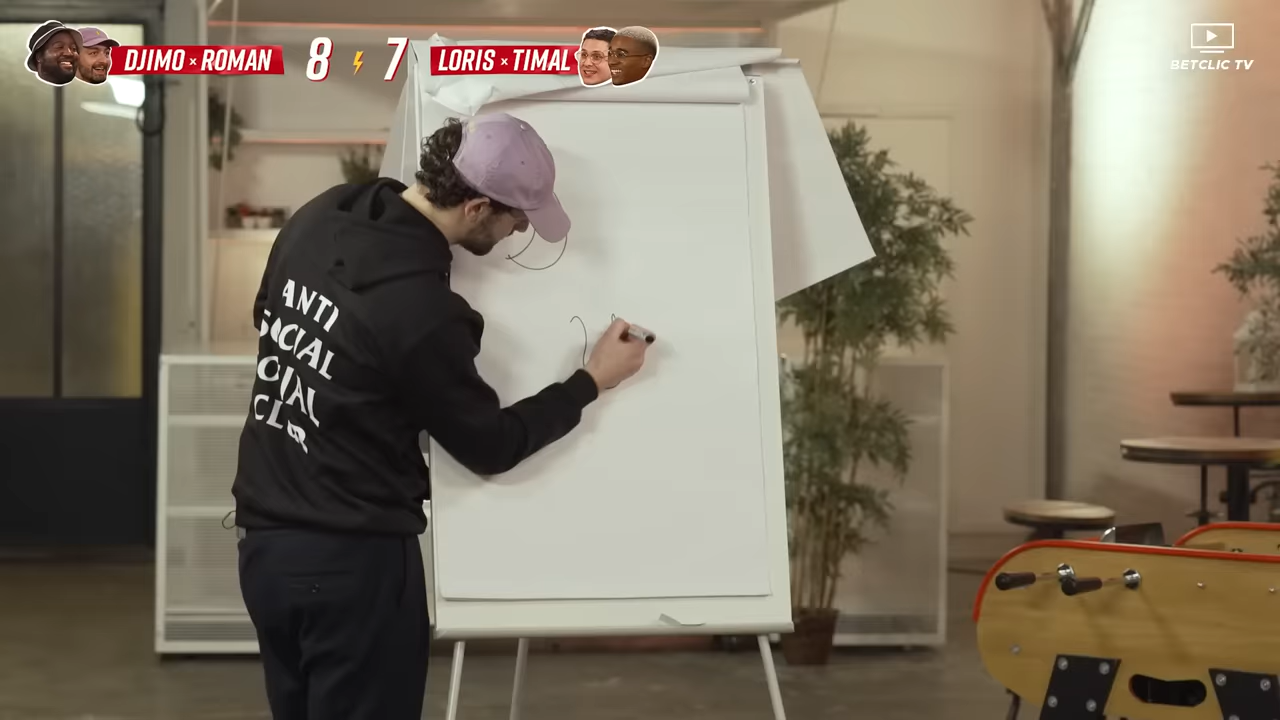 DJIMO × ROMAN 8 7 LORIS × TIMAL
BETCLIC TV
ANTI
SOCIAL
SOCIAL
CLUB